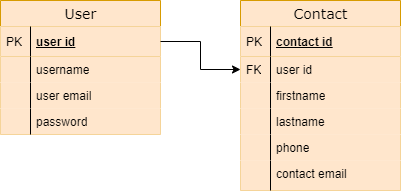 User
PK user id
username
user email
password
Contact
PK contact id
FK user id
firstname
lastname
phone
contact email